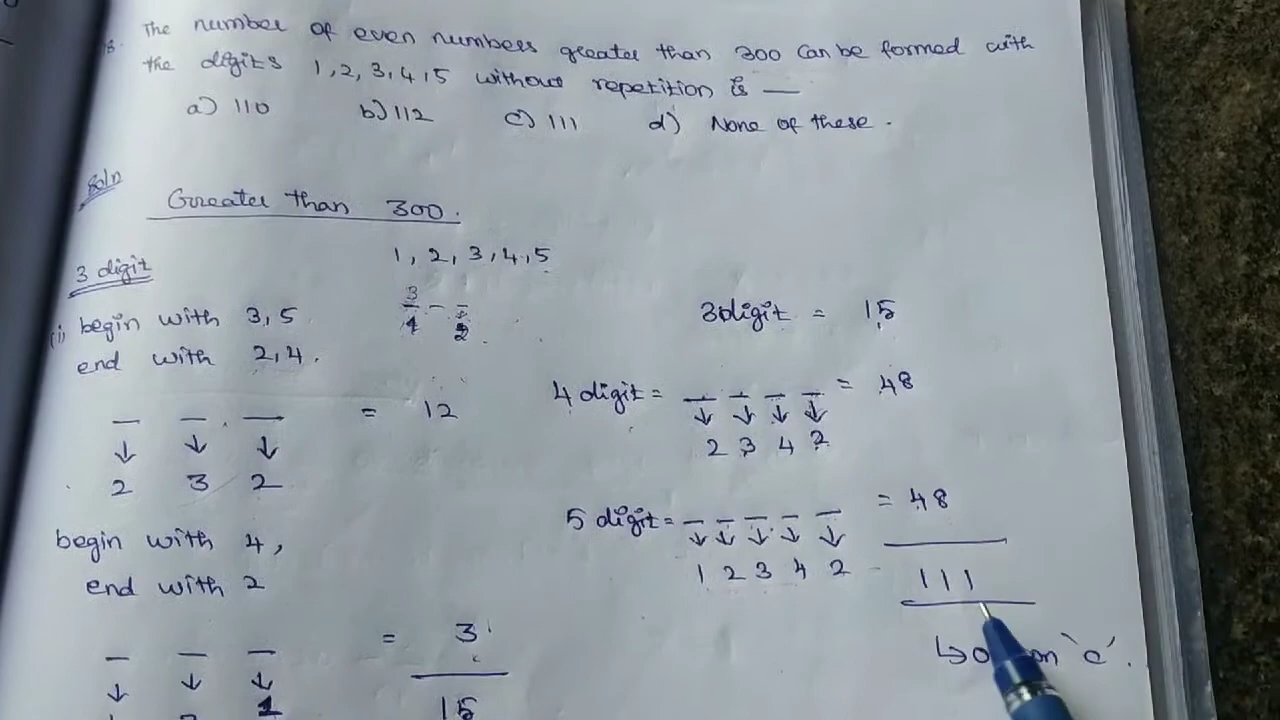 8. The number of even numbers greater than 300 can be formed with
the digits 1,2,3,4,5 without repetition is —
a) 110 b) 112 c) 111 d) None of these.
Soln
Greater than 300.
3 digit
1, 2, 3, 4, 5
(i) begin with 3,5
end with 2,4.
3 – –
1 2
_ _ _ = 12
↓ ↓ ↓
2 3 2
begin with 4,
end with 2
_ _ _ = 3
↓ ↓ ↓
15
3digit = 15
4 digit = _ _ _ _ = 48
↓ ↓ ↓ ↓
2 3 4 2
5 digit = _ _ _ _ _ = 48
↓ ↓ ↓ ↓ ↓
1 2 3 4 2
111
↳ 'c'.